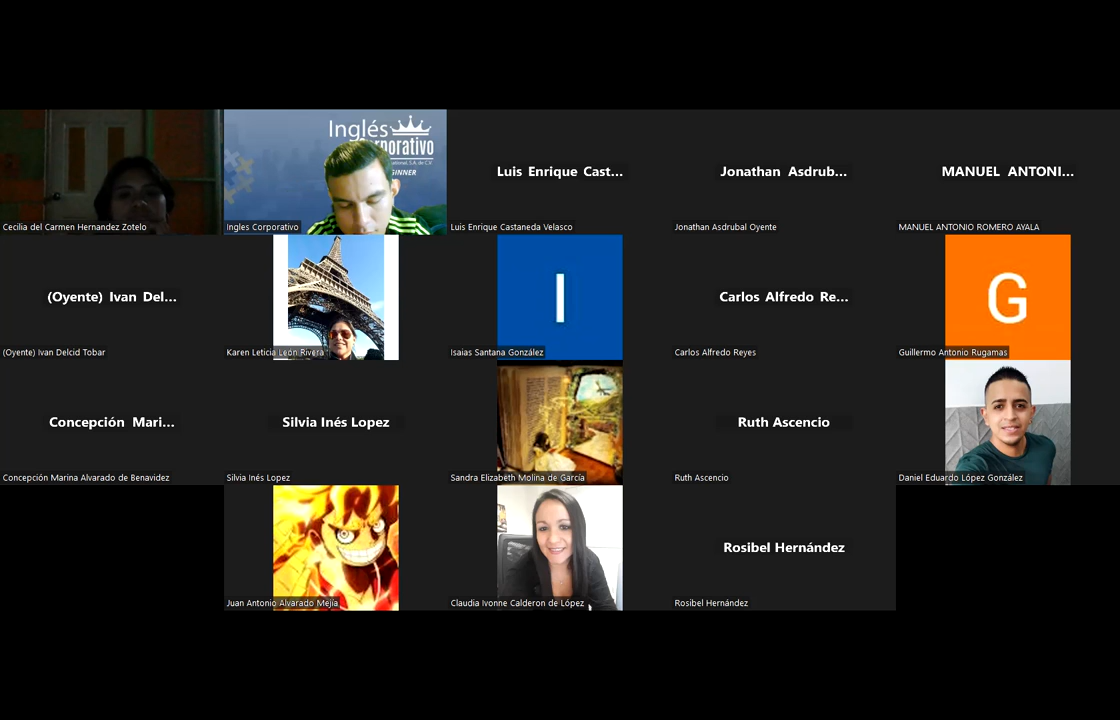 Inglés
Corporativo
Cecilia del Carmen Hernandez Zotelo
Ingles Corporativo
Luis Enrique Cast...
Luis Enrique Castaneda Velasco
Jonathan Asdrub...
Jonathan Asdrubal Oyente
MANUEL ANTONI...
MANUEL ANTONIO ROMERO AYALA
(Oyente) Ivan Del...
(Oyente) Ivan Delcid Tobar
Karen Leticia León Rivera
I
Isaias Santana González
Carlos Alfredo Re...
Carlos Alfredo Reyes
G
Guillermo Antonio Rugamas
Concepción Mari...
Concepción Marina Alvarado de Benavidez
Silvia Inés Lopez
Silvia Inés Lopez
Sandra Elizabeth Molina de García
Ruth Ascencio
Ruth Ascencio
Daniel Eduardo López González
Juan Antonio Alvarado Mejía
Claudia Ivonne Calderon de López
Rosibel Hernández
Rosibel Hernández